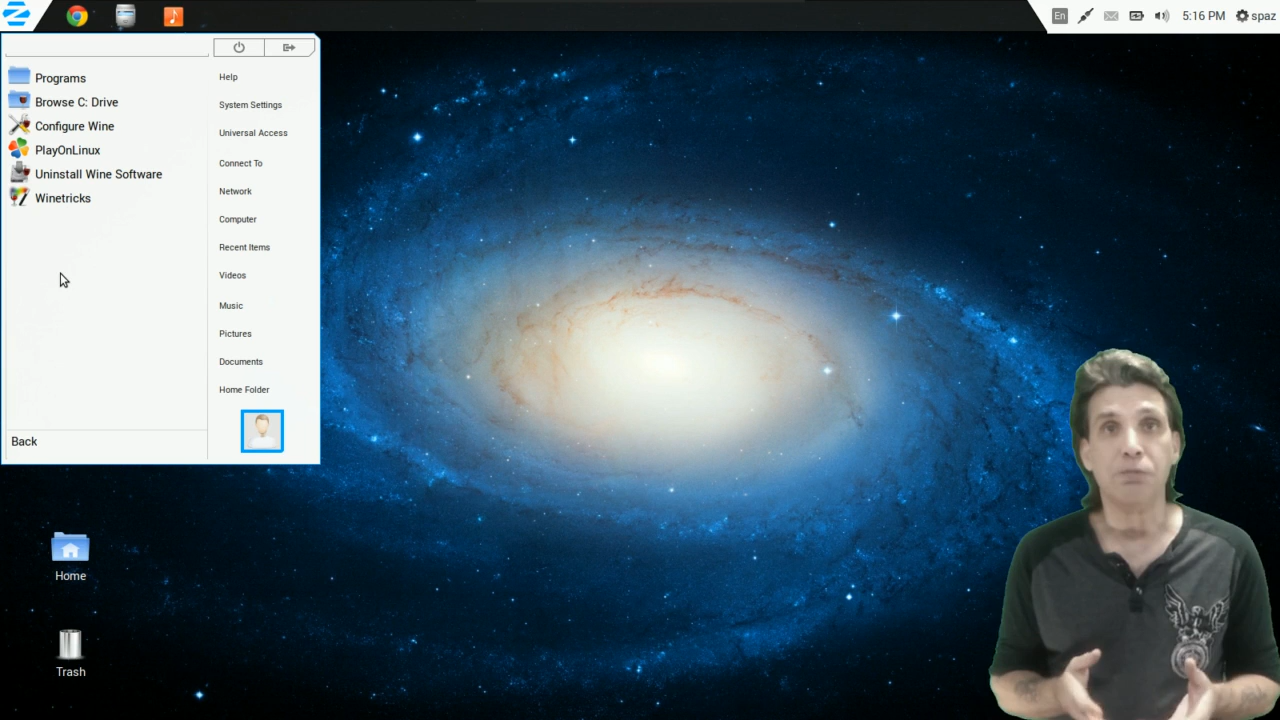 En
5:16 PM
spaz
Programs
Browse C: Drive
Configure Wine
PlayOnLinux
Uninstall Wine Software
Winetricks
Back
Help
System Settings
Universal Access
Connect To
Network
Computer
Recent Items
Videos
Music
Pictures
Documents
Home Folder
Home
Trash